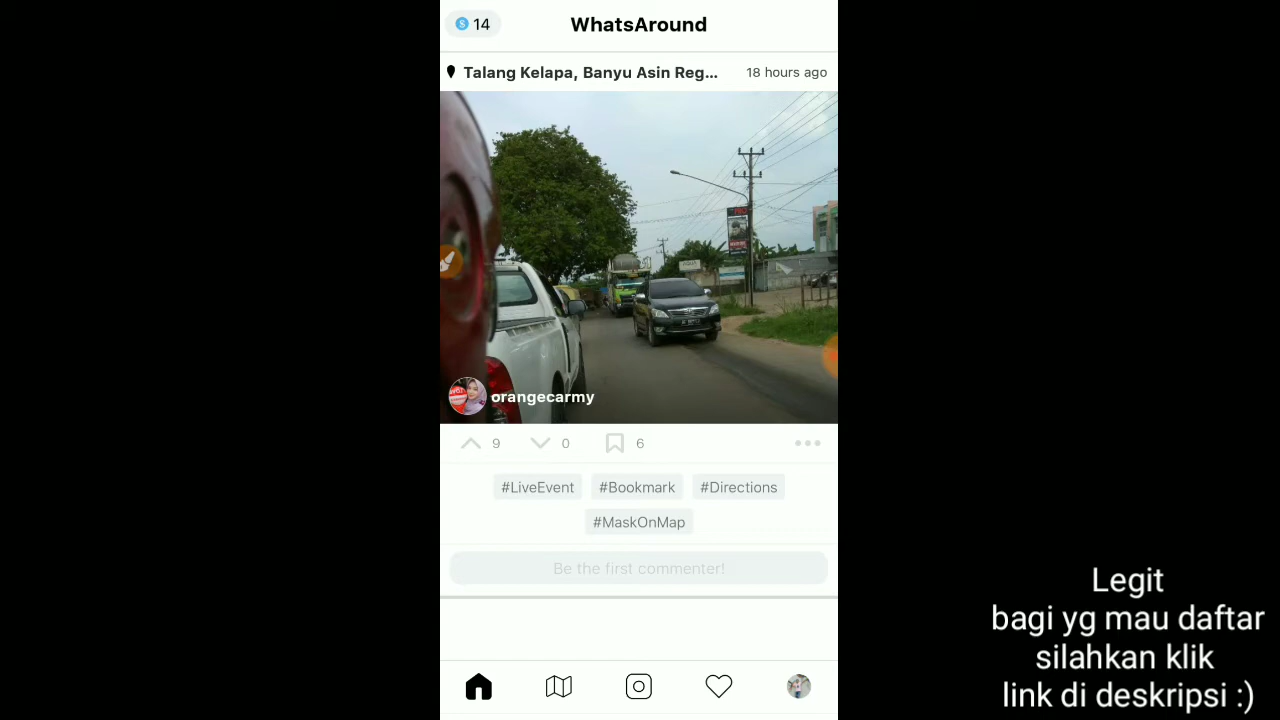 14
WhatsAround
Talang Kelapa, Banyu Asin Reg...
18 hours ago
orangecarmy
9
0
6
#LiveEvent
#Bookmark
#Directions
#MaskOnMap
Be the first commenter!
Legit
bagi yg mau daftar
silahkan klik
link di deskripsi :)